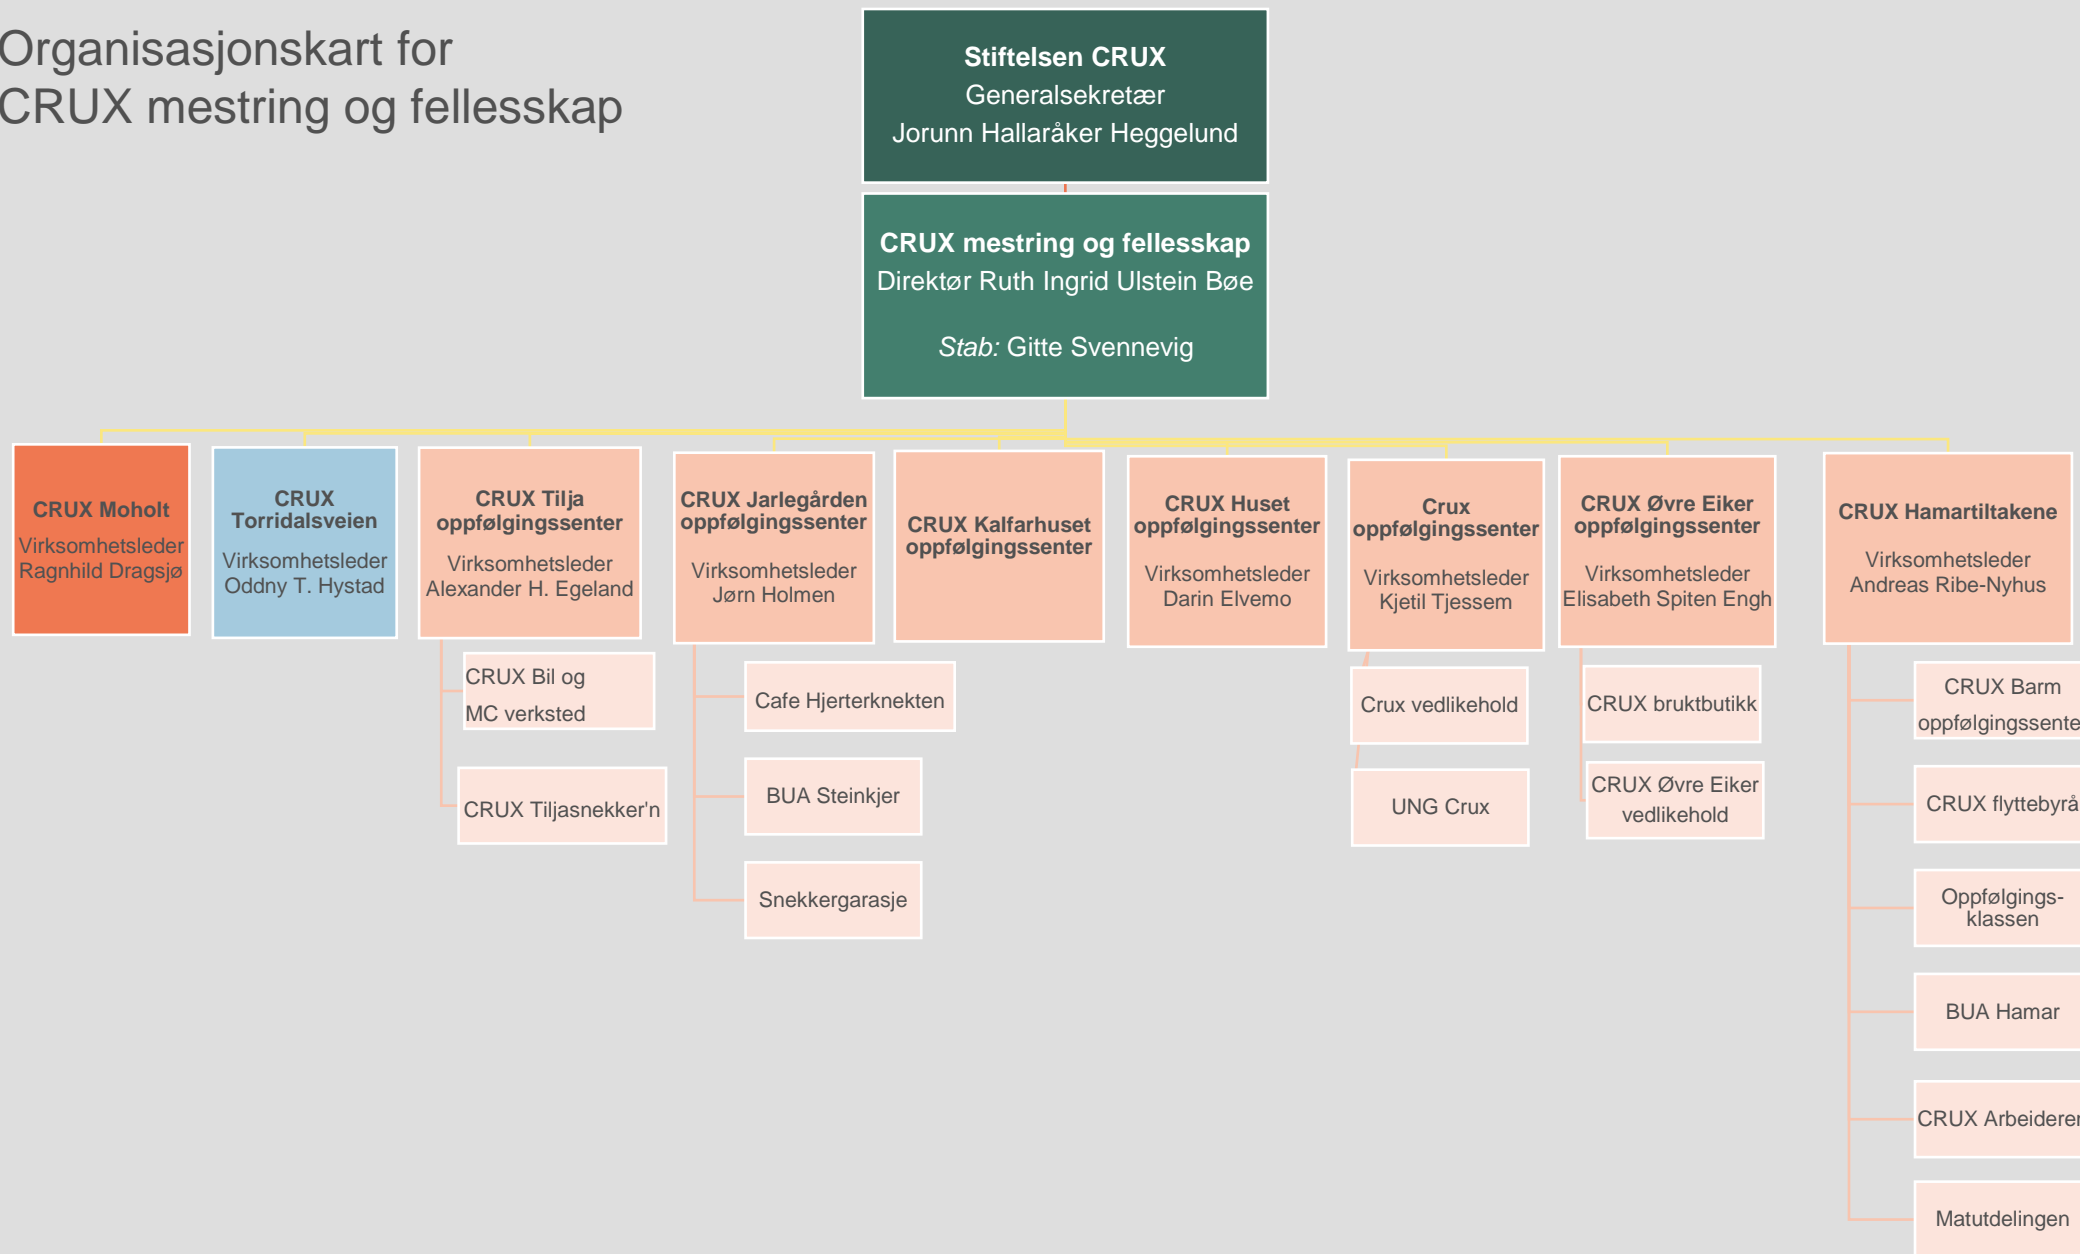 Organisasjonskart for
CRUX mestring og fellesskap
Stiftelsen CRUX
Generalsekretær
Jorunn Hallaråker Heggelund
CRUX mestring og fellesskap
Direktør Ruth Ingrid Ulstein Bøe
Stab: Gitte Svennevig
CRUX Moholt
Virksomhetsleder
Ragnhild Dragsjø
CRUX
Torridalsveien
Virksomhetsleder
Oddny T. Hystad
CRUX Tilja
oppfølgingssenter
Virksomhetsleder
Alexander H. Egeland
CRUX Bil og
MC verksted
CRUX Tiljasnekker'n
CRUX Jarlegården
oppfølgingssenter
Virksomhetsleder
Jørn Holmen
Cafe Hjerterknekten
BUA Steinkjer
Snekkergarasje
CRUX Kalfarhuset
oppfølgingssenter
CRUX Huset
oppfølgingssenter
Virksomhetsleder
Darin Elvemo
Crux
oppfølgingssenter
Virksomhetsleder
Kjetil Tjessem
Crux vedlikehold
UNG Crux
CRUX Øvre Eiker
oppfølgingssenter
Virksomhetsleder
Elisabeth Spiten Engh
CRUX bruktbutikk
CRUX Øvre Eiker
vedlikehold
CRUX Hamartiltakene
Virksomhetsleder
Andreas Ribe-Nyhus
CRUX Barm
oppfølgingssente
CRUX flyttebyrå
Oppfølgings-
klassen
BUA Hamar
CRUX Arbeideren
Matutdelingen